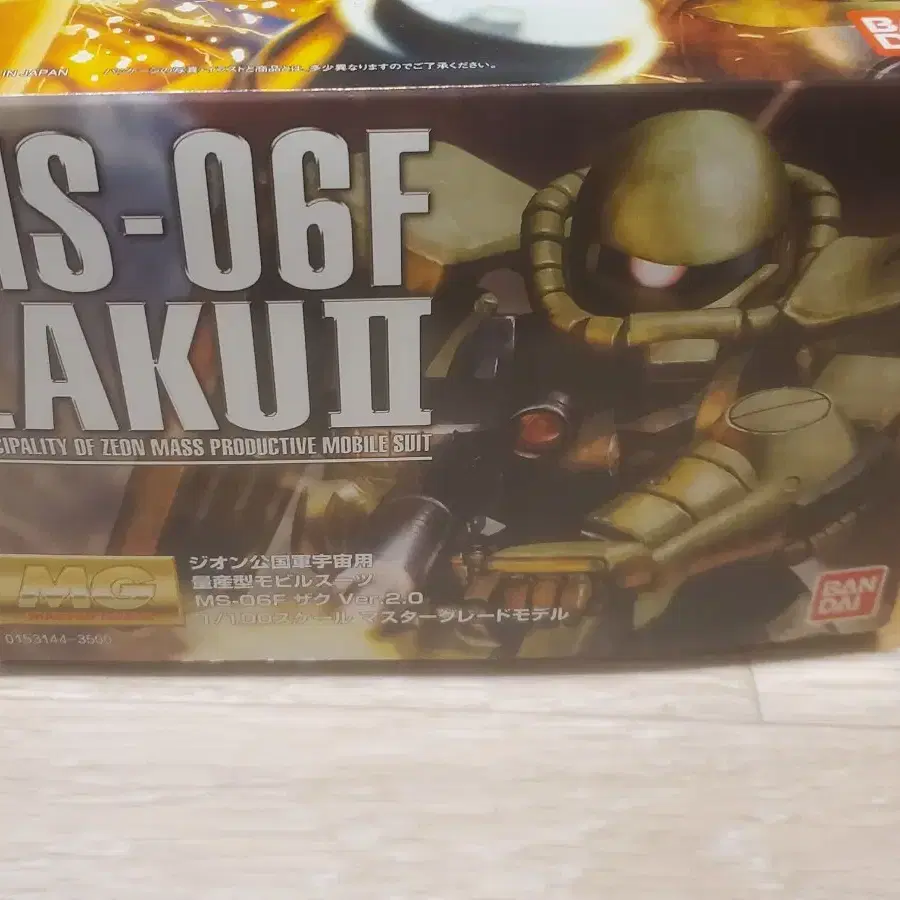 IN JAPAN
パッケージの写真・イラストと商品とは、多少異なりますのでご了承ください。
BAN
DAI
MS-06F
ZAKU II
CIPALITY OF ZEON MASS PRODUCTIVE MOBILE SUIT
MG
ジオン公国軍宇宙用
量産型モビルスーツ
MS-06F ザク Ver.2.0
1/100スケール マスターグレードモデル
0153144-3500
BAN
DAI